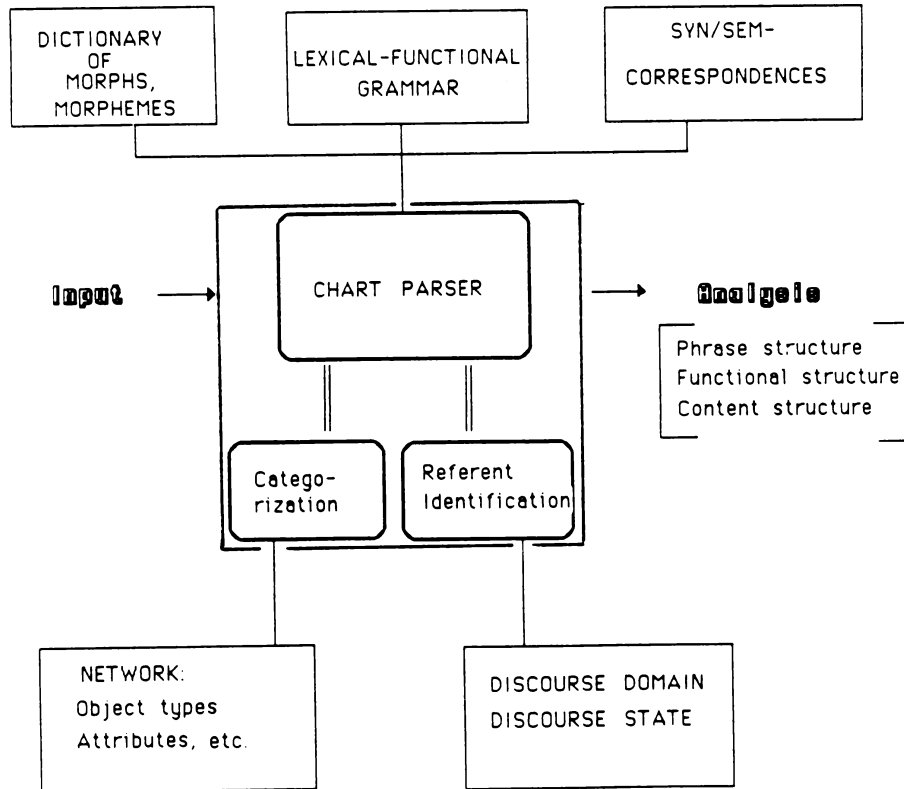 DICTIONARY
OF
MORPHS,
MORPHEMES
LEXICAL-FUNCTIONAL
GRAMMAR
SYN/SEM-
CORRESPONDENCES
CHART PARSER
Input
Analysis
Phrase structure
Functional structure
Content structure
Catego-
rization
Referent
Identification
NETWORK:
Object types
Attributes, etc.
DISCOURSE DOMAIN
DISCOURSE STATE